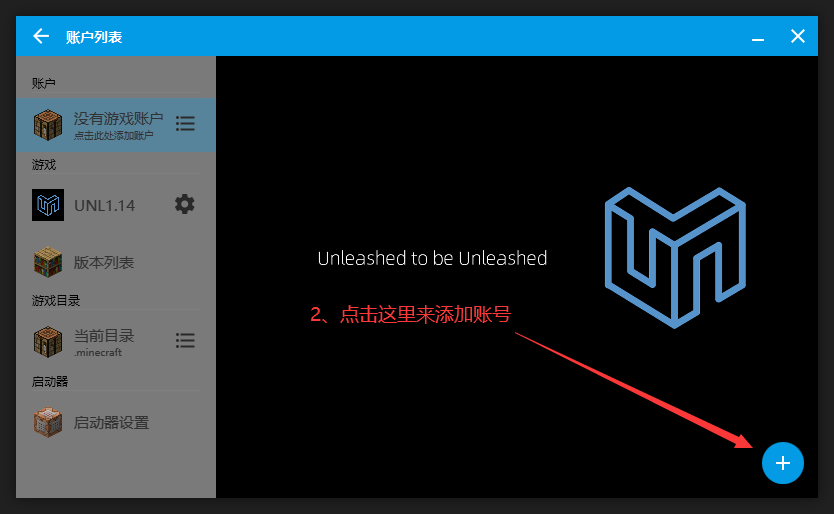 账户列表
账户
没有游戏账户
点击此处添加账户
游戏
UNL1.14
版本列表
游戏目录
当前目录
.minecraft
启动器
启动器设置
Unleashed to be Unleashed
2、点击这里来添加账号